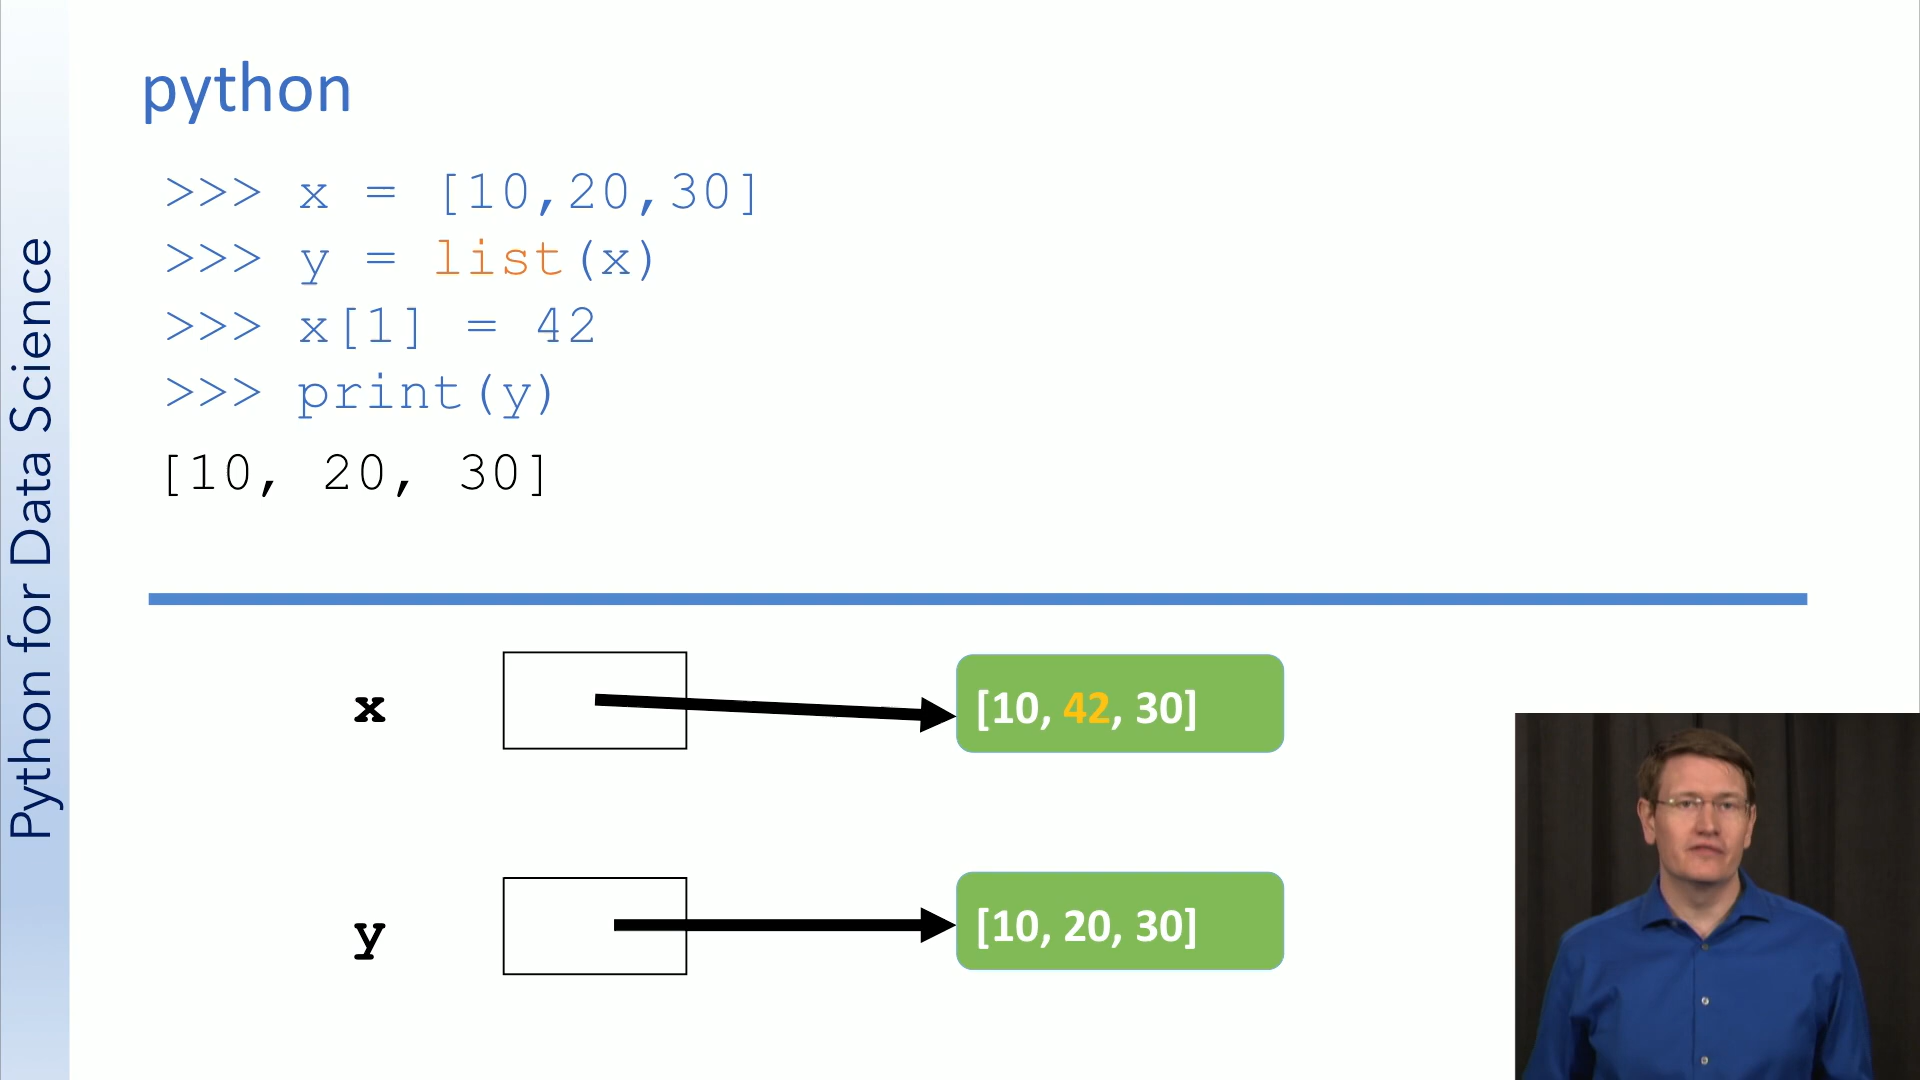 Python for Data Science
python
>>> x = [10,20,30]
>>> y = list(x)
>>> x[1] = 42
>>> print(y)
[10, 20, 30]
x
[10, 42, 30]
y
[10, 20, 30]